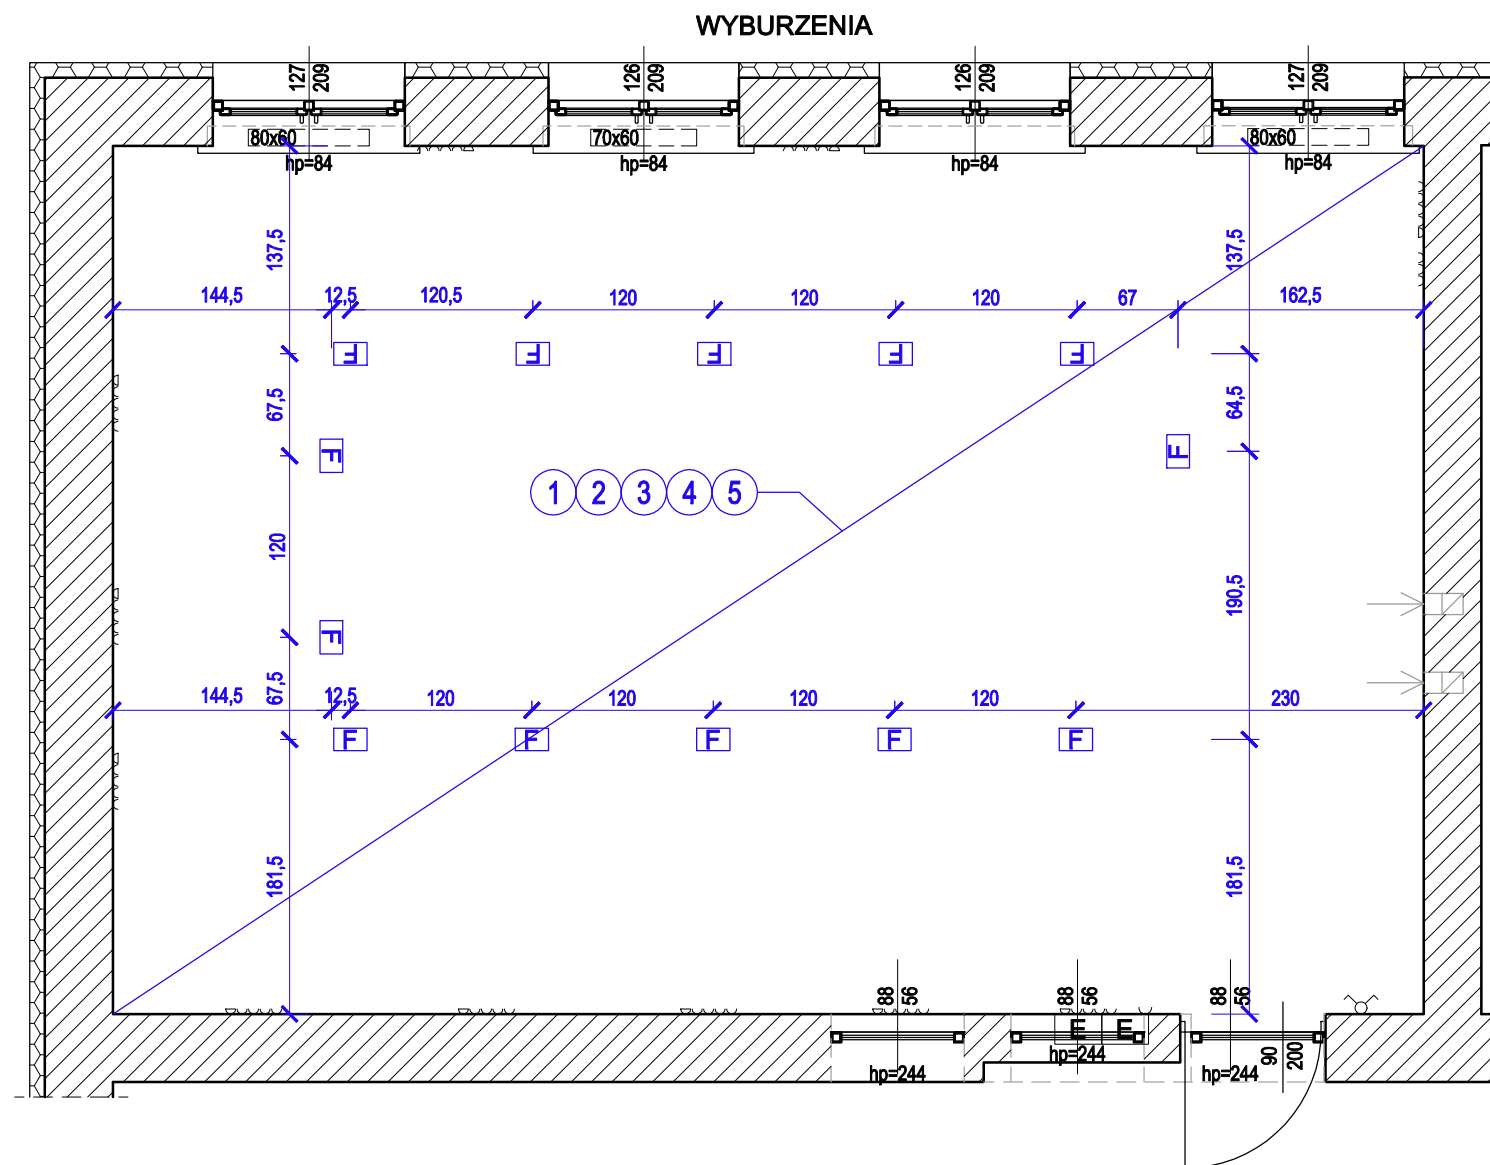 WYBURZENIA
127 209
126 209
126 209
127 209
80x60
70x60
80x60
hp=84
hp=84
hp=84
hp=84
137,5
137,5
144,5 12,5 120,5 120 120 120 67 162,5
F F F F F
67,5
64,5
F
F
1 2 3 4 5
120
190,5
F
67,5
144,5 12,5 120 120 120 120 230
F F F F F
181,5
181,5
88 56
88 56
88 56
E E
90 200
hp=244
hp=244
hp=244